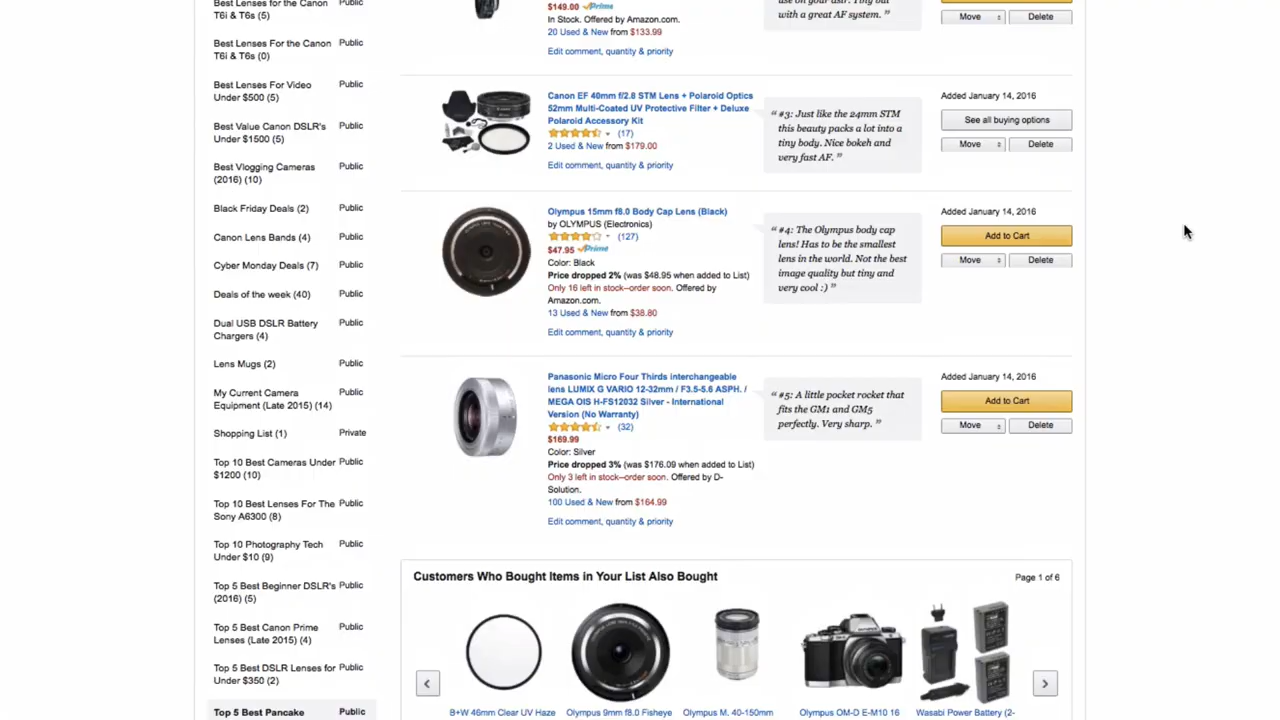 Best Lenses for the Canon
T6i & T6s (5)
Public
Best Lenses For the Canon
T6i & T6s (0)
Public
Best Lenses For Video
Under $500 (5)
Public
Best Value Canon DSLR's
Under $1500 (5)
Public
Best Vlogging Cameras
(2016) (10)
Public
Black Friday Deals (2)
Public
Canon Lens Bands (4)
Public
Cyber Monday Deals (7)
Public
Deals of the week (40)
Public
Dual USB DSLR Battery
Chargers (4)
Public
Lens Mugs (2)
Public
My Current Camera
Equipment (Late 2015) (14)
Public
Shopping List (1)
Private
Top 10 Best Cameras Under
$1200 (10)
Public
Top 10 Best Lenses For The
Sony A6300 (8)
Public
Top 10 Photography Tech
Under $10 (9)
Public
Top 5 Best Beginner DSLR's
(2016) (5)
Public
Top 5 Best Canon Prime
Lenses (Late 2015) (4)
Public
Top 5 Best DSLR Lenses for
Under $350 (2)
Public
Top 5 Best Pancake
Public
$149.00 Prime
In Stock. Offered by Amazon.com.
20 Used & New from $133.99
Edit comment, quantity & priority
with a great AF system. ”
Move
Delete
Canon EF 40mm f/2.8 STM Lens + Polaroid Optics
52mm Multi-Coated UV Protective Filter + Deluxe
Polaroid Accessory Kit
(17)
2 Used & New from $179.00
Edit comment, quantity & priority
“ #3: Just like the 24mm STM
this beauty packs a lot into a
tiny body. Nice bokeh and
very fast AF. ”
Added January 14, 2016
See all buying options
Move
Delete
Olympus 15mm f8.0 Body Cap Lens (Black)
by OLYMPUS (Electronics)
(127)
$47.95 Prime
Color: Black
Price dropped 2% (was $48.95 when added to List)
Only 16 left in stock--order soon. Offered by
Amazon.com.
13 Used & New from $38.80
Edit comment, quantity & priority
“ #4: The Olympus body cap
lens! Has to be the smallest
lens in the world. Not the best
image quality but tiny and
very cool :) ”
Added January 14, 2016
Add to Cart
Move
Delete
Panasonic Micro Four Thirds interchangeable
lens LUMIX G VARIO 12-32mm / F3.5-5.6 ASPH. /
MEGA OIS H-FS12032 Silver - International
Version (No Warranty)
(32)
$169.99
Color: Silver
Price dropped 3% (was $176.09 when added to List)
Only 3 left in stock--order soon. Offered by D-
Solution.
100 Used & New from $164.99
Edit comment, quantity & priority
“ #5: A little pocket rocket that
fits the GM1 and GM5
perfectly. Very sharp. ”
Added January 14, 2016
Add to Cart
Move
Delete
Customers Who Bought Items in Your List Also Bought
Page 1 of 6
B+W 46mm Clear UV Haze
Olympus 9mm f8.0 Fisheye
Olympus M. 40-150mm
Olympus OM-D E-M10 16
Wasabi Power Battery (2-